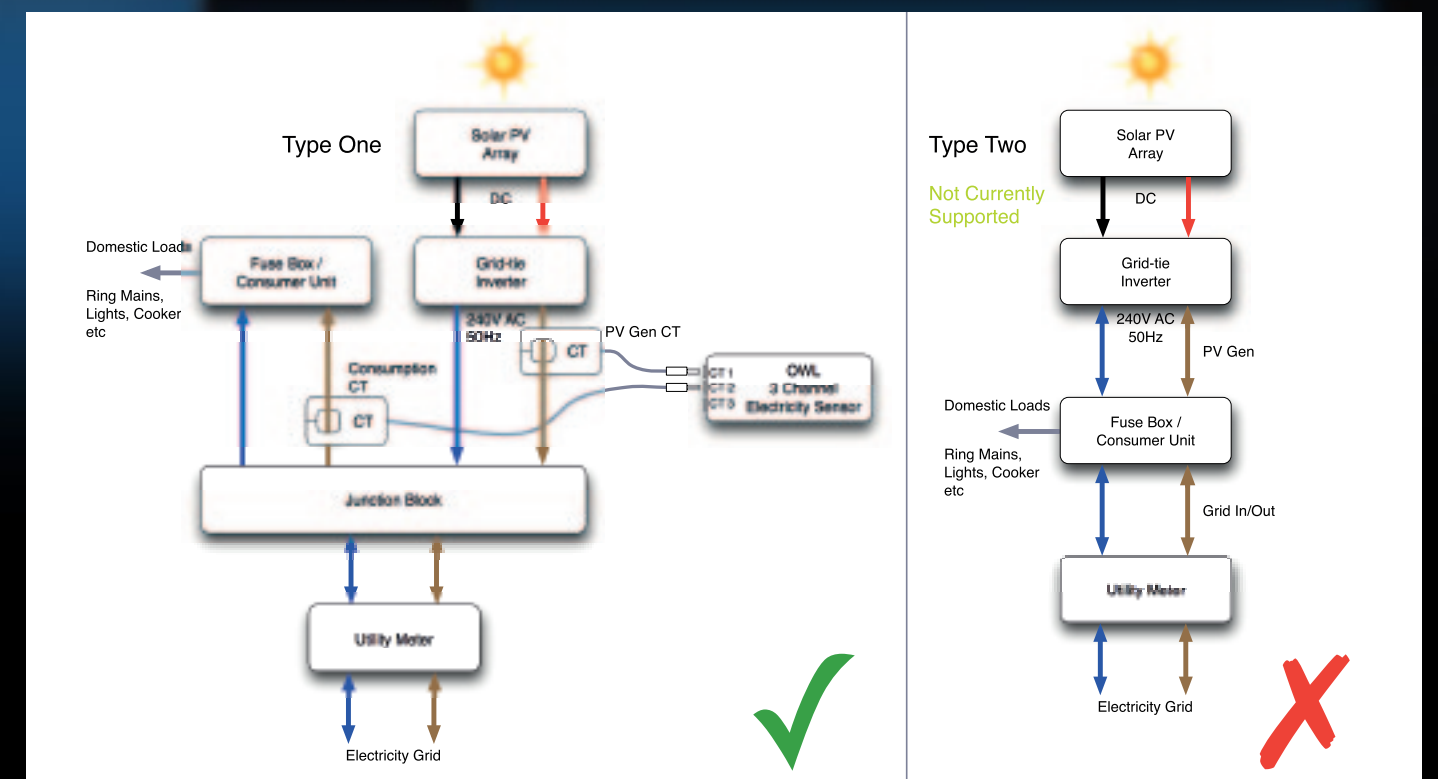 Type One
Solar PV
Array
DC
Domestic Loads
Ring Mains,
Lights, Cooker
etc
Fuse Box /
Consumer Unit
Grid-tie
Inverter
240V AC
50Hz
PV Gen CT
CT
Consumption
CT
CT
CT 1
CT 2
CT 3
OWL
3 Channel
Electricity Sensor
Junction Block
Utility Meter
Electricity Grid
Type Two
Not Currently
Supported
Solar PV
Array
DC
Grid-tie
Inverter
240V AC
50Hz
PV Gen
Domestic Loads
Ring Mains,
Lights, Cooker
etc
Fuse Box /
Consumer Unit
Grid In/Out
Utility Meter
Electricity Grid